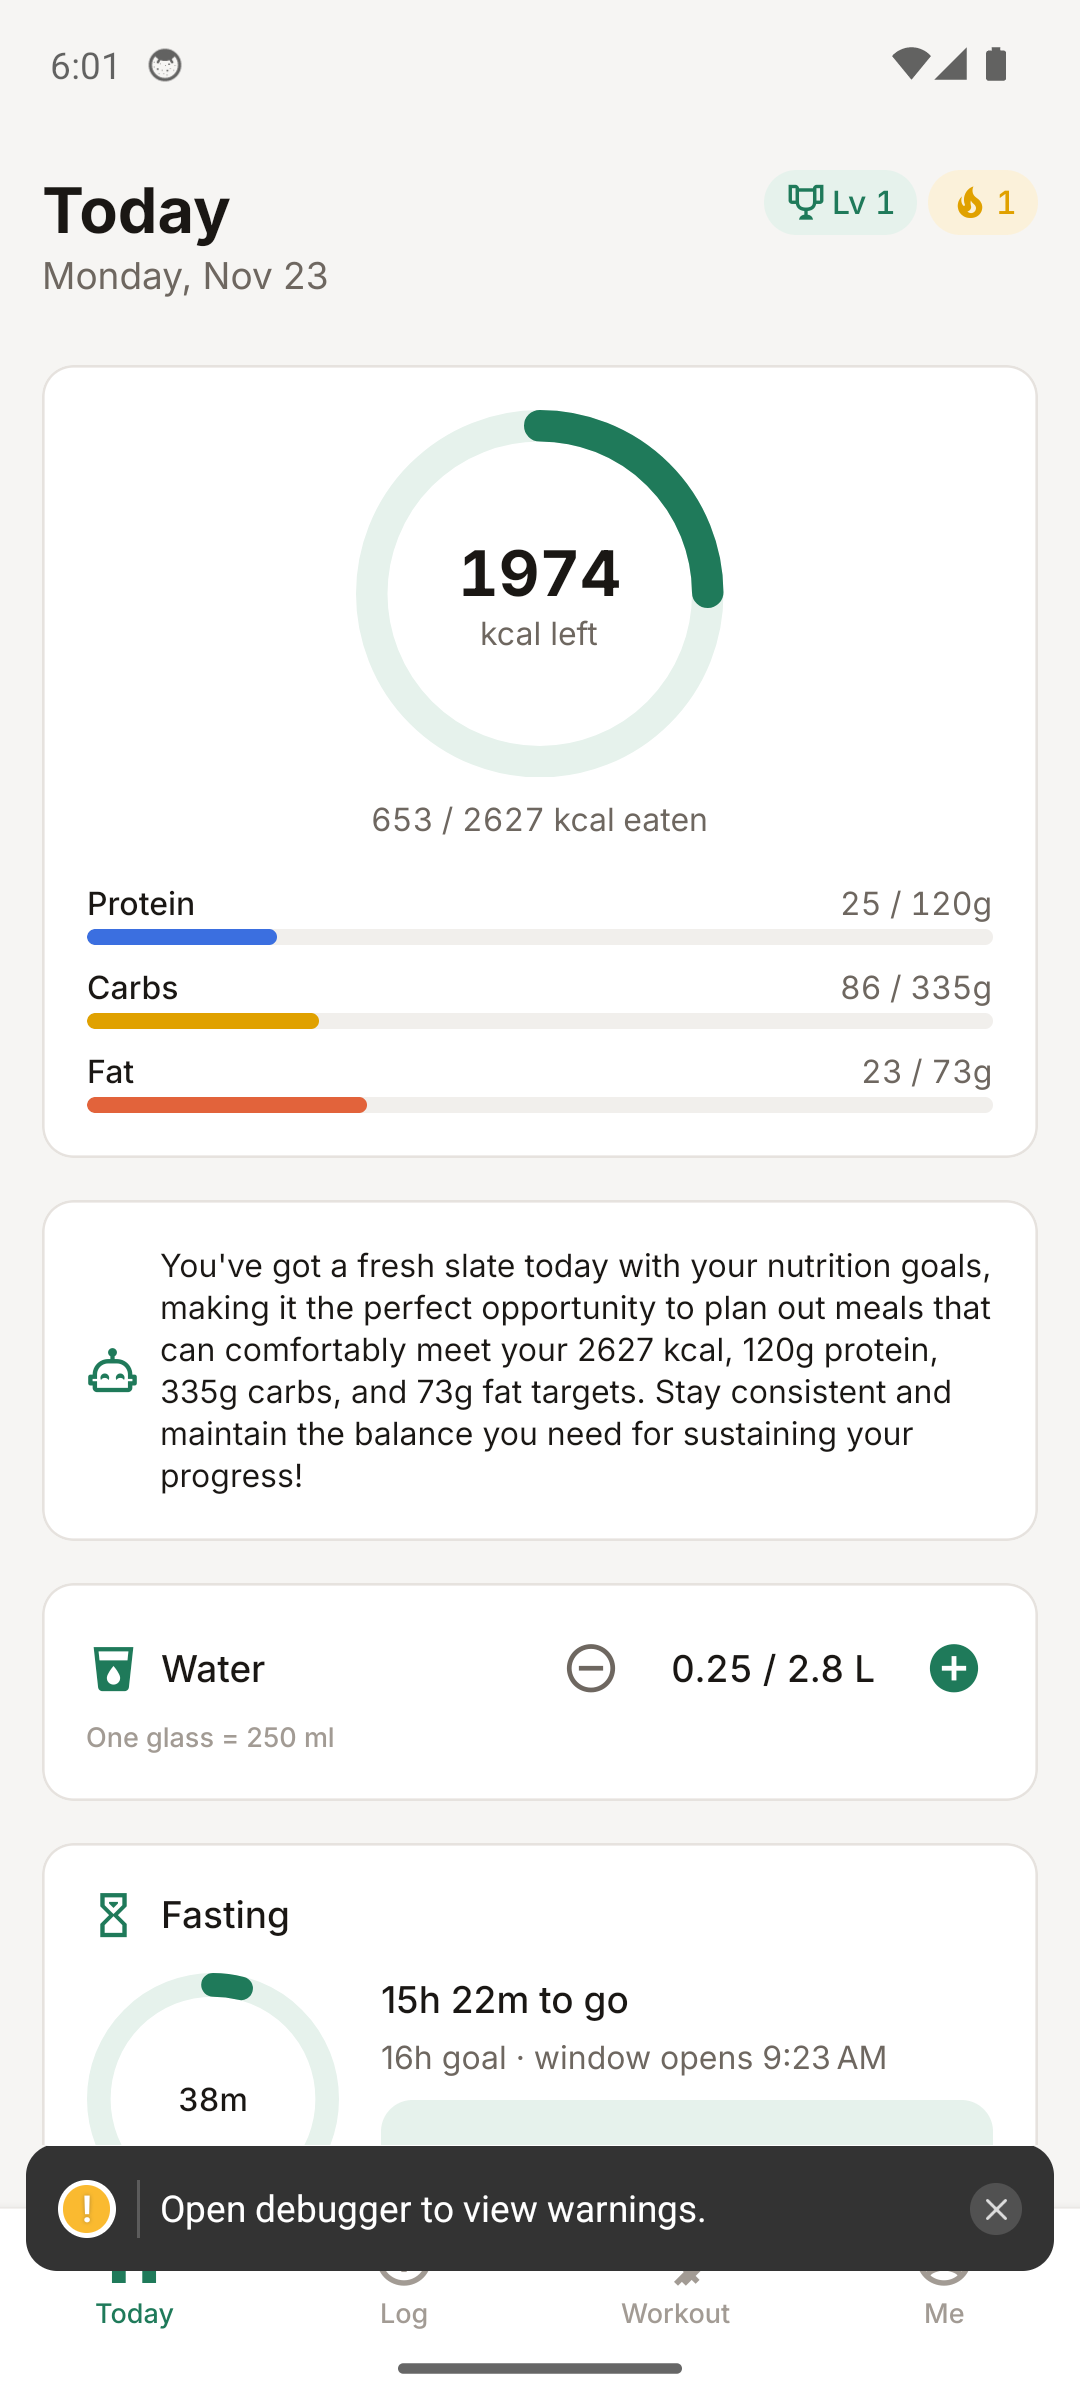 6:01
Today
Lv 1
1
Monday, Nov 23
1974
kcal left
653 / 2627 kcal eaten
Protein 25 / 120g
Carbs 86 / 335g
Fat 23 / 73g
You've got a fresh slate today with your nutrition goals,
making it the perfect opportunity to plan out meals that
can comfortably meet your 2627 kcal, 120g protein,
335g carbs, and 73g fat targets. Stay consistent and
maintain the balance you need for sustaining your
progress!
Water 0.25 / 2.8 L
One glass = 250 ml
Fasting
15h 22m to go
16h goal · window opens 9:23 AM
38m
! Open debugger to view warnings.
Today Log Workout Me